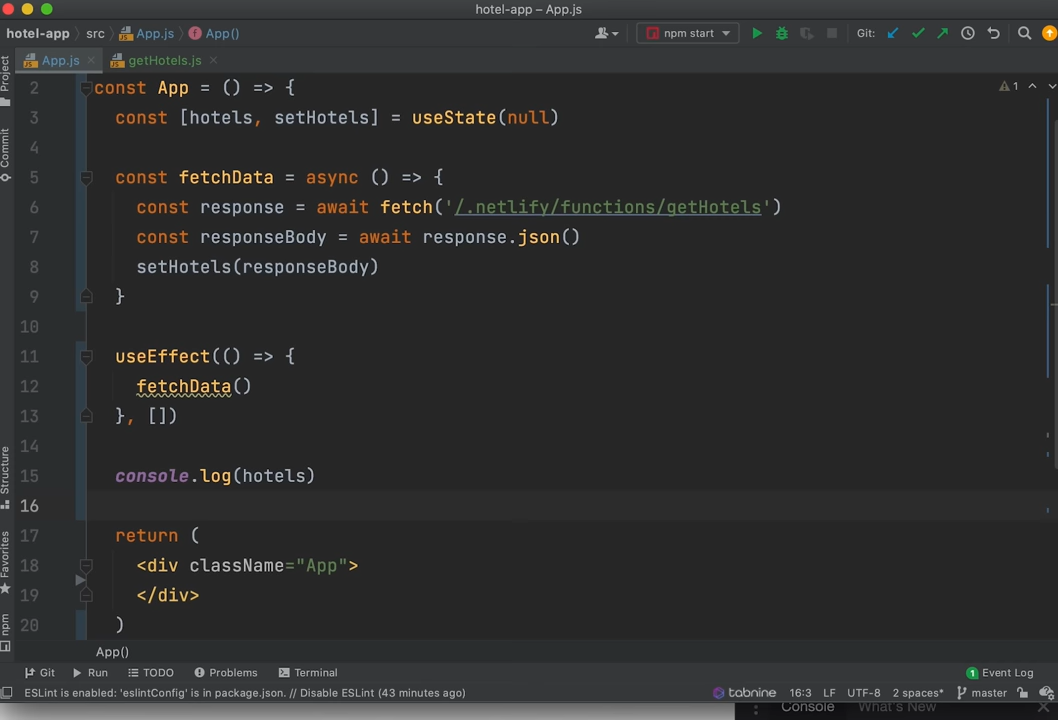 hotel-app – App.js
hotel-app src App.js App() npm start Git:
Project App.js getHotels.js
2 const App = () => { 1
3 const [hotels, setHotels] = useState(null)
4
Commit
5 const fetchData = async () => {
6 const response = await fetch('/.netlify/functions/getHotels')
7 const responseBody = await response.json()
8 setHotels(responseBody)
9 }
10
11 useEffect(() => {
12 fetchData()
13 }, [])
14
Structure
15 console.log(hotels)
16
17 return (
Favorites
18 <div className="App">
19 </div>
npm
20 )
App()
Git Run TODO Problems Terminal 1 Event Log
ESLint is enabled: 'eslintConfig' is in package.json. // Disable ESLint (43 minutes ago) tabnine 16:3 LF UTF-8 2 spaces* master
Console What's New